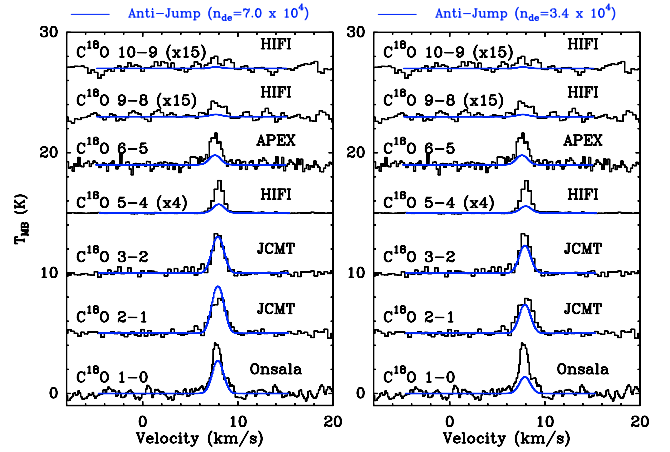 Anti-Jump (n_de=7.0 x 10^4)
Anti-Jump (n_de=3.4 x 10^4)
T_MB (K)
30
20
10
0
C^18O 10-9 (x15)
HIFI
C^18O 9-8 (x15)
HIFI
C^18O 6-5
APEX
C^18O 5-4 (x4)
HIFI
C^18O 3-2
JCMT
C^18O 2-1
JCMT
C^18O 1-0
Onsala
0
10
20
Velocity (km/s)
C^18O 10-9 (x15)
HIFI
C^18O 9-8 (x15)
HIFI
C^18O 6-5
APEX
C^18O 5-4 (x4)
HIFI
C^18O 3-2
JCMT
C^18O 2-1
JCMT
C^18O 1-0
Onsala
0
10
20
Velocity (km/s)